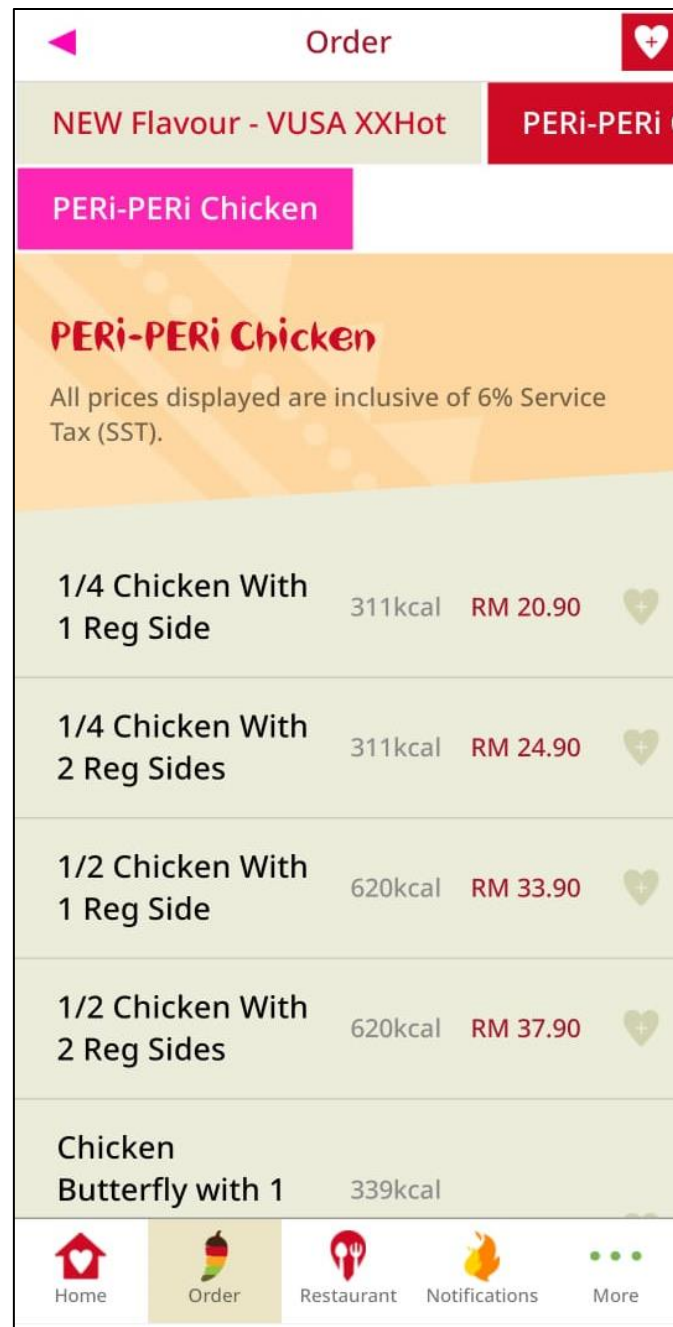 Order
NEW Flavour - VUSA XXHot
PERi-PERi
PERi-PERi Chicken
PERi-PERi Chicken
All prices displayed are inclusive of 6% Service
Tax (SST).
1/4 Chicken With
1 Reg Side
311kcal
RM 20.90
1/4 Chicken With
2 Reg Sides
311kcal
RM 24.90
1/2 Chicken With
1 Reg Side
620kcal
RM 33.90
1/2 Chicken With
2 Reg Sides
620kcal
RM 37.90
Chicken
Butterfly with 1
339kcal
Home
Order
Restaurant
Notifications
More